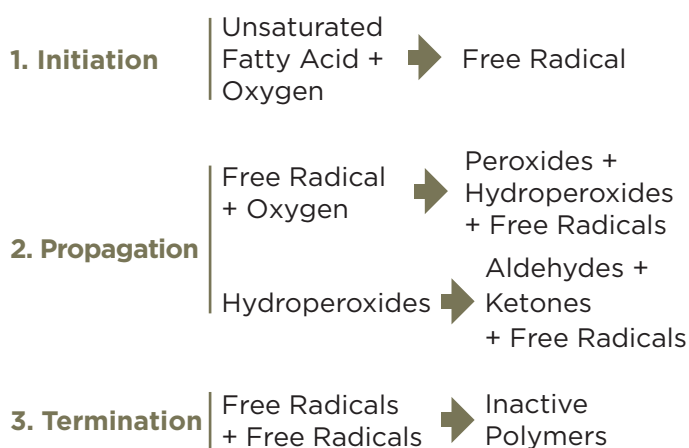 1. Initiation
Unsaturated
Fatty Acid +
Oxygen
Free Radical
2. Propagation
Free Radical
+ Oxygen
Peroxides +
Hydroperoxides
+ Free Radicals
Hydroperoxides
Aldehydes +
Ketones
+ Free Radicals
3. Termination
Free Radicals
+ Free Radicals
Inactive
Polymers